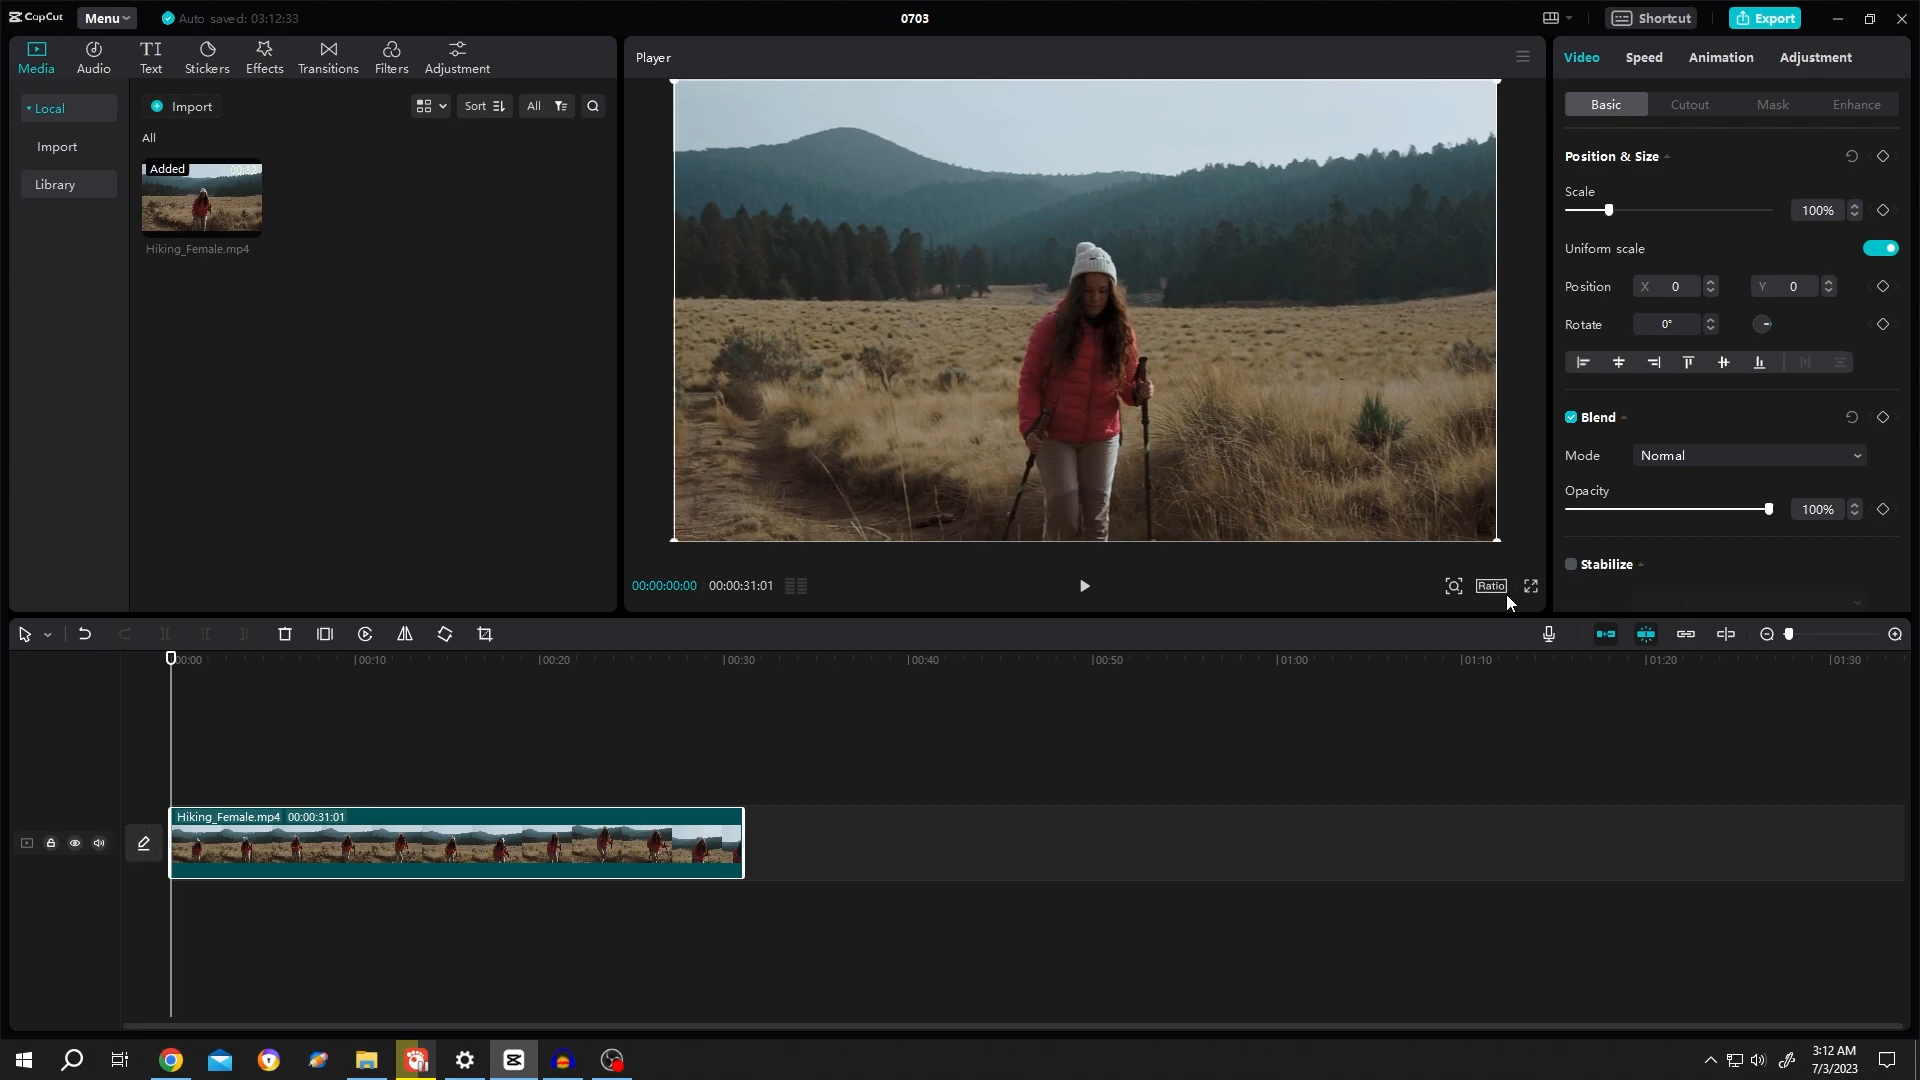 CapCut
Menu
Auto saved: 03:12:33
0703
Shortcut
Export
Media
Audio
TI
Text
Stickers
Effects
Transitions
Filters
Adjustment
Local
Import
Library
Import
Sort
All
All
Added
Hiking_Female.mp4
Player
00:00:00:00
00:00:31:01
Ratio
Video
Speed
Animation
Adjustment
Basic
Cutout
Mask
Enhance
Position & Size
Scale
100%
Uniform scale
Position
X 0
Y 0
Rotate
0°
Blend
Mode
Normal
Opacity
100%
Stabilize
00:00
00:10
00:20
00:30
00:40
00:50
01:00
01:10
01:20
01:30
Hiking_Female.mp4 00:00:31:01
3:12 AM
7/3/2023